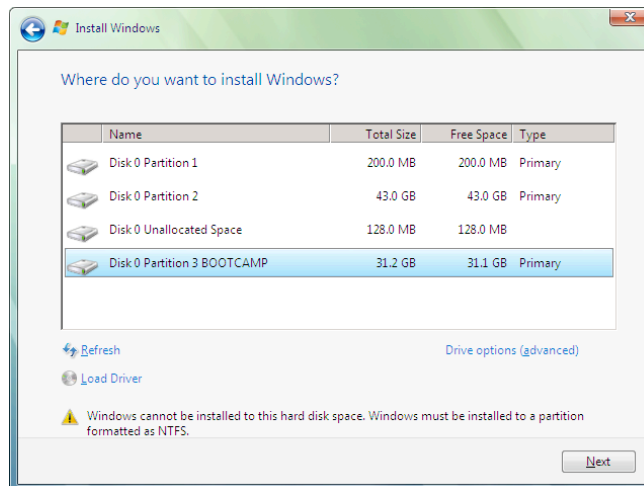 Install Windows
Where do you want to install Windows?
Name Total Size Free Space Type
Disk 0 Partition 1 200.0 MB 200.0 MB Primary
Disk 0 Partition 2 43.0 GB 43.0 GB Primary
Disk 0 Unallocated Space 128.0 MB 128.0 MB
Disk 0 Partition 3 BOOTCAMP 31.2 GB 31.1 GB Primary
Refresh Drive options (advanced)
Load Driver
Windows cannot be installed to this hard disk space. Windows must be installed to a partition
formatted as NTFS.
Next